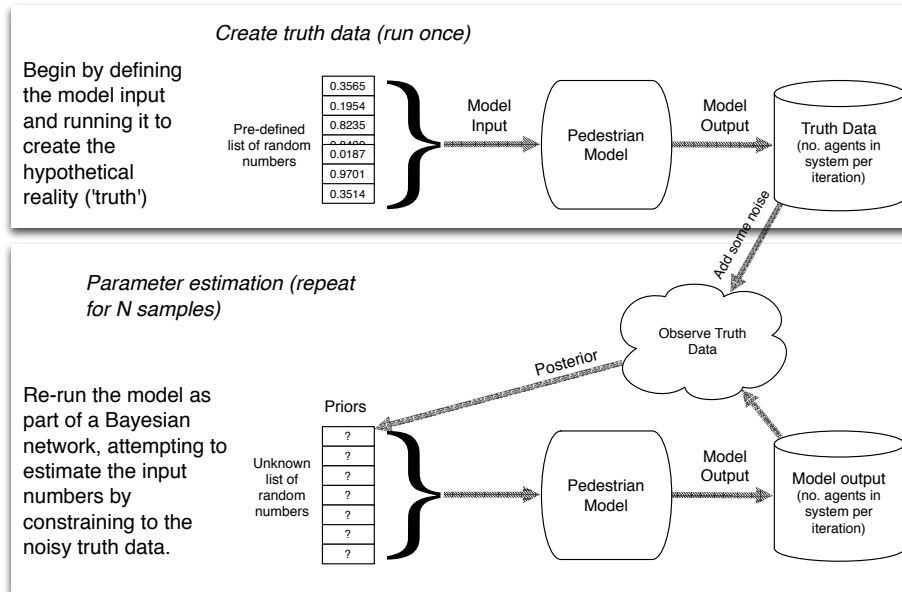 Create truth data (run once)
Begin by defining
the model input
and running it to
create the
hypothetical
reality ('truth')
Pre-defined
list of random
numbers
0.3565
0.1954
0.8235
0.0187
0.9701
0.3514
Model
Input
Pedestrian
Model
Model
Output
Truth Data
(no. agents in
system per
iteration)
Add some noise
Parameter estimation (repeat
for N samples)
Observe Truth
Data
Posterior
Re-run the model as
part of a Bayesian
network, attempting to
estimate the input
numbers by
constraining to the
noisy truth data.
Priors
Unknown
list of
random
numbers
?
?
?
?
?
?
?
Pedestrian
Model
Model
Output
Model output
(no. agents in
system per
iteration)